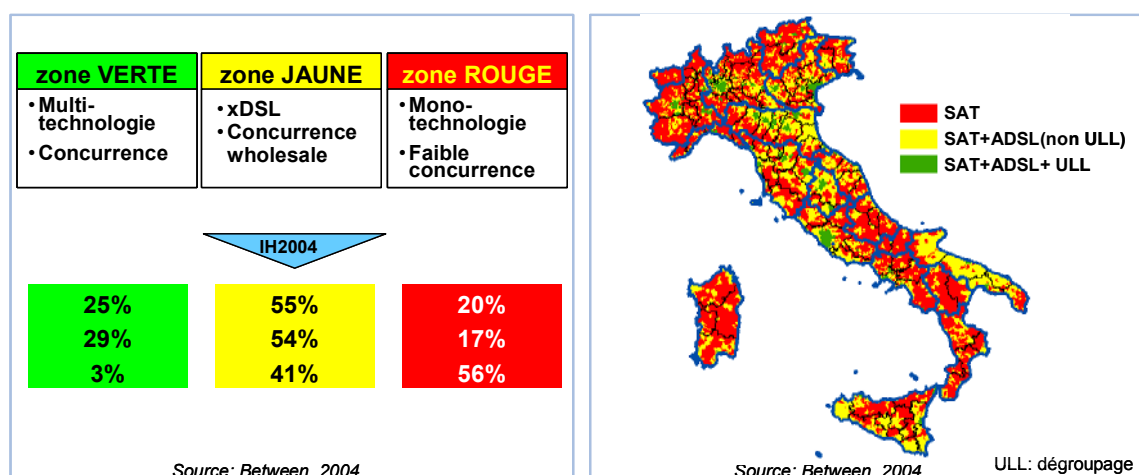 zone VERTE
• Multi-
technologie
• Concurrence
zone JAUNE
• xDSL
• Concurrence
wholesale
zone ROUGE
• Mono-
technologie
• Faible
concurrence
IH2004
25% 55% 20%
29% 54% 17%
3% 41% 56%
Source: Between, 2004
SAT
SAT+ADSL(non ULL)
SAT+ADSL+ ULL
Source: Between, 2004
ULL: dégroupage